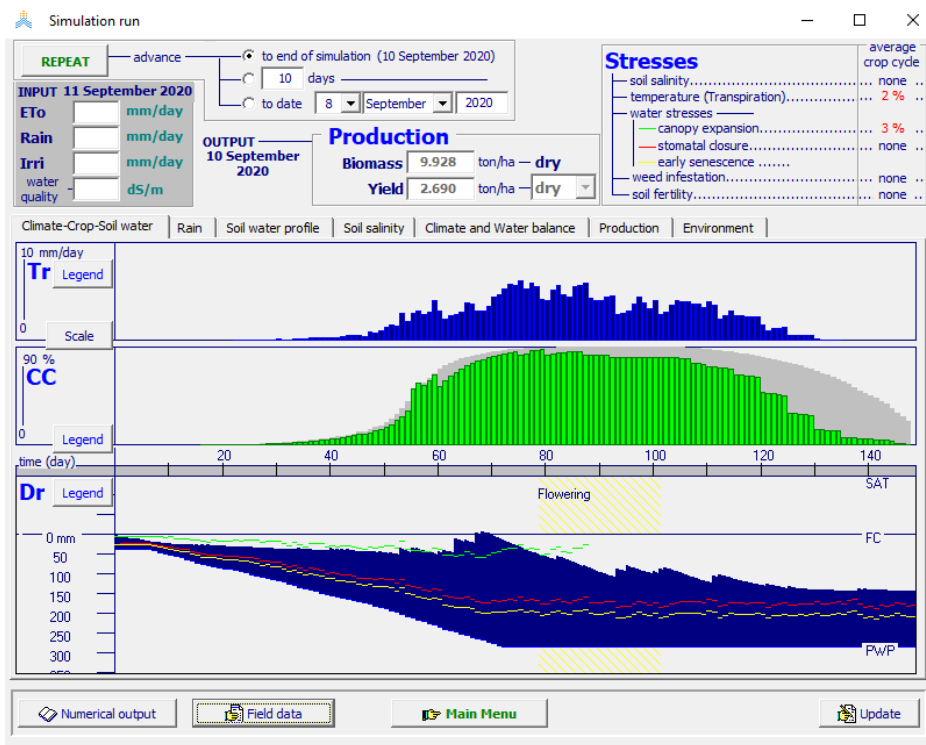 Simulation run
REPEAT
advance
to end of simulation (10 September 2020)
10 days
to date 8 September 2020
INPUT 11 September 2020
ETo mm/day
Rain mm/day
Irri mm/day
water quality dS/m
OUTPUT
10 September
2020
Production
Biomass 9.928 ton/ha dry
Yield 2.690 ton/ha dry
Stresses
average
crop cycle
soil salinity............................................. none ..
temperature (Transpiration)................. 2 % ..
water stresses
canopy expansion............................ 3 % ..
stomatal closure............................... none ..
early senescence .......
weed infestation...................................... none ..
soil fertility............................................... none ..
Climate-Crop-Soil water Rain Soil water profile Soil salinity Climate and Water balance Production Environment
10 mm/day
Tr Legend
0
Scale
90 %
CC
0
Legend
time (day) 20 40 60 80 100 120 140
Dr Legend
Flowering
SAT
0 mm
FC
50
100
150
200
250
300
PWP
Numerical output Field data Main Menu Update